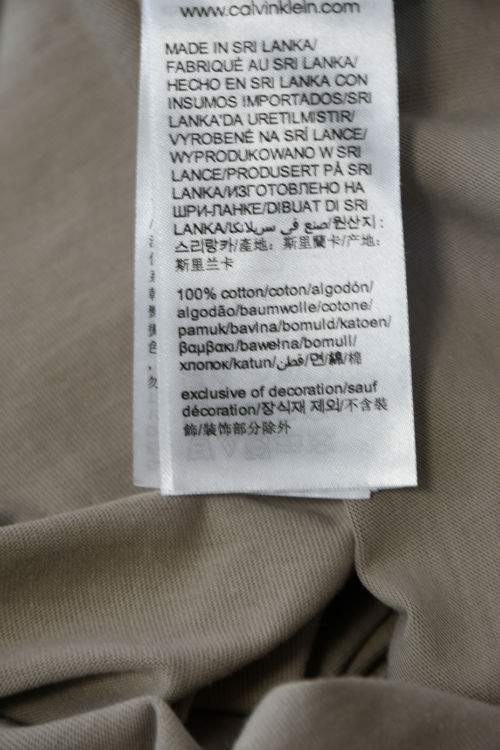 www.calvinklein.com
MADE IN SRI LANKA/
FABRIQUÉ AU SRI LANKA/
HECHO EN SRI LANKA CON
INSUMOS IMPORTADOS/SRI
LANKA'DA URETILMISTIR/
VYROBENÉ NA SRÍ LANCE/
WYPRODUKOWANO W SRI
LANCE/PRODUSERT PÅ SRI
LANKA/ИЗГОТОВЛЕНО НА
ШРИ-ЛАНКЕ/DIBUAT DI SRI
LANKA/صنع في سريلانكا/원산지:
스리랑카/產地: 斯里蘭卡/产地:
斯里兰卡
100% cotton/coton/algodón/
algodão/baumwolle/cotone/
pamuk/bavlna/bomuld/katoen/
βαμβακι/bawełna/bomull/
хлопок/katun/قطن/면/綿/棉
exclusive of decoration/sauf
décoration/장식재 제외/不含裝
飾/装饰部分除外